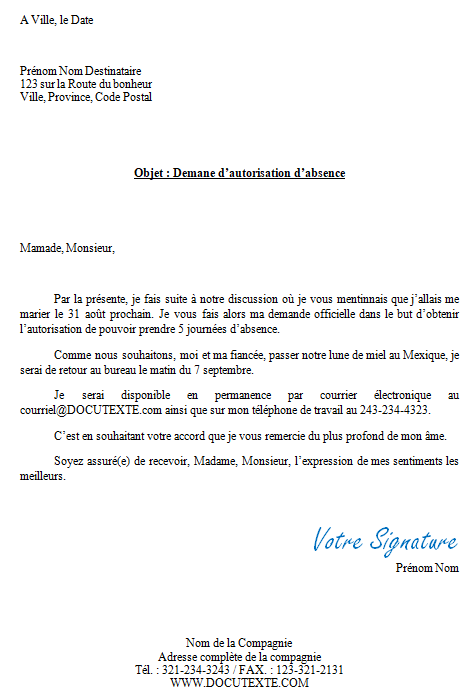 A Ville, le Date
Prénom Nom Destinataire
123 sur la Route du bonheur
Ville, Province, Code Postal
Objet : Demane d’autorisation d’absence
Mamade, Monsieur,
Par la présente, je fais suite à notre discussion où je vous mentinnais que j’allais me
marier le 31 août prochain. Je vous fais alors ma demande officielle dans le but d’obtenir
l’autorisation de pouvoir prendre 5 journées d’absence.
Comme nous souhaitons, moi et ma fiancée, passer notre lune de miel au Mexique, je
serai de retour au bureau le matin du 7 septembre.
Je serai disponible en permanence par courrier électronique au
courriel@DOCUTEXTE.com ainsi que sur mon téléphone de travail au 243-234-4323.
C’est en souhaitant votre accord que je vous remercie du plus profond de mon âme.
Soyez assuré(e) de recevoir, Madame, Monsieur, l’expression de mes sentiments les
meilleurs.
Votre Signature
Prénom Nom
Nom de la Compagnie
Adresse complète de la compagnie
Tél. : 321-234-3243 / FAX. : 123-321-2131
WWW.DOCUTEXTE.COM